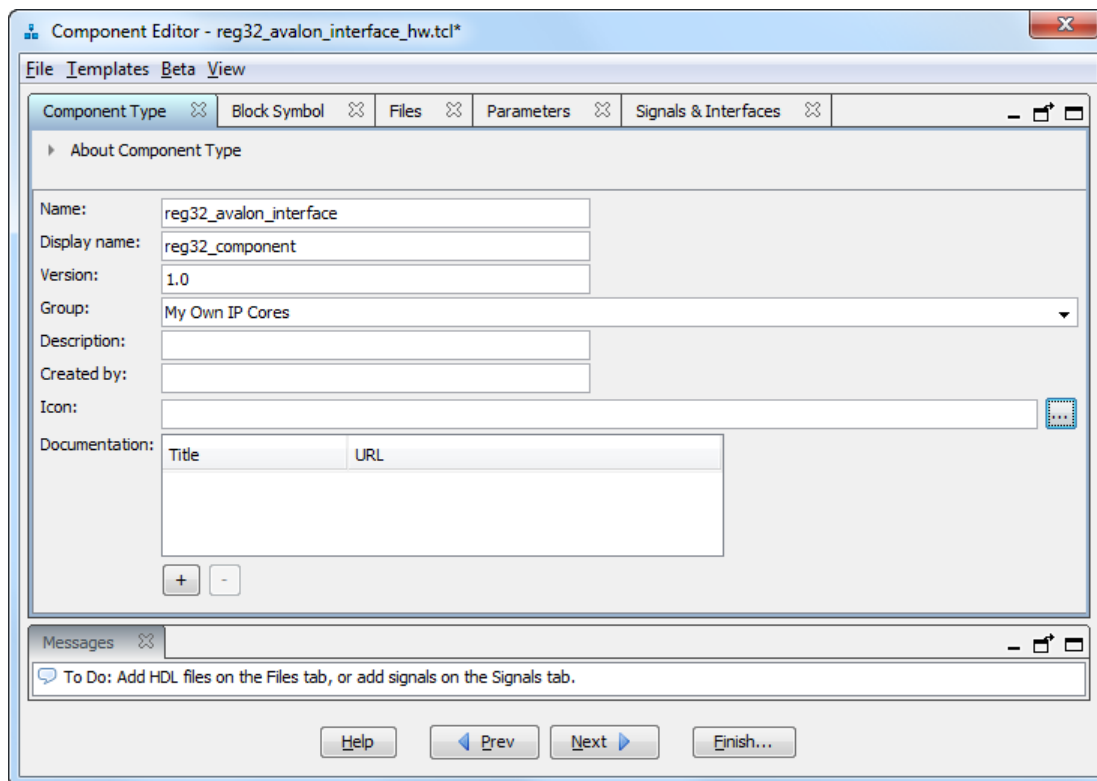 Component Editor - reg32_avalon_interface_hw.tcl*
File Templates Beta View
Component Type Block Symbol Files Parameters Signals & Interfaces
About Component Type
Name: reg32_avalon_interface
Display name: reg32_component
Version: 1.0
Group: My Own IP Cores
Description:
Created by:
Icon: ...
Documentation: Title URL
+ -
Messages
To Do: Add HDL files on the Files tab, or add signals on the Signals tab.
Help Prev Next Finish...